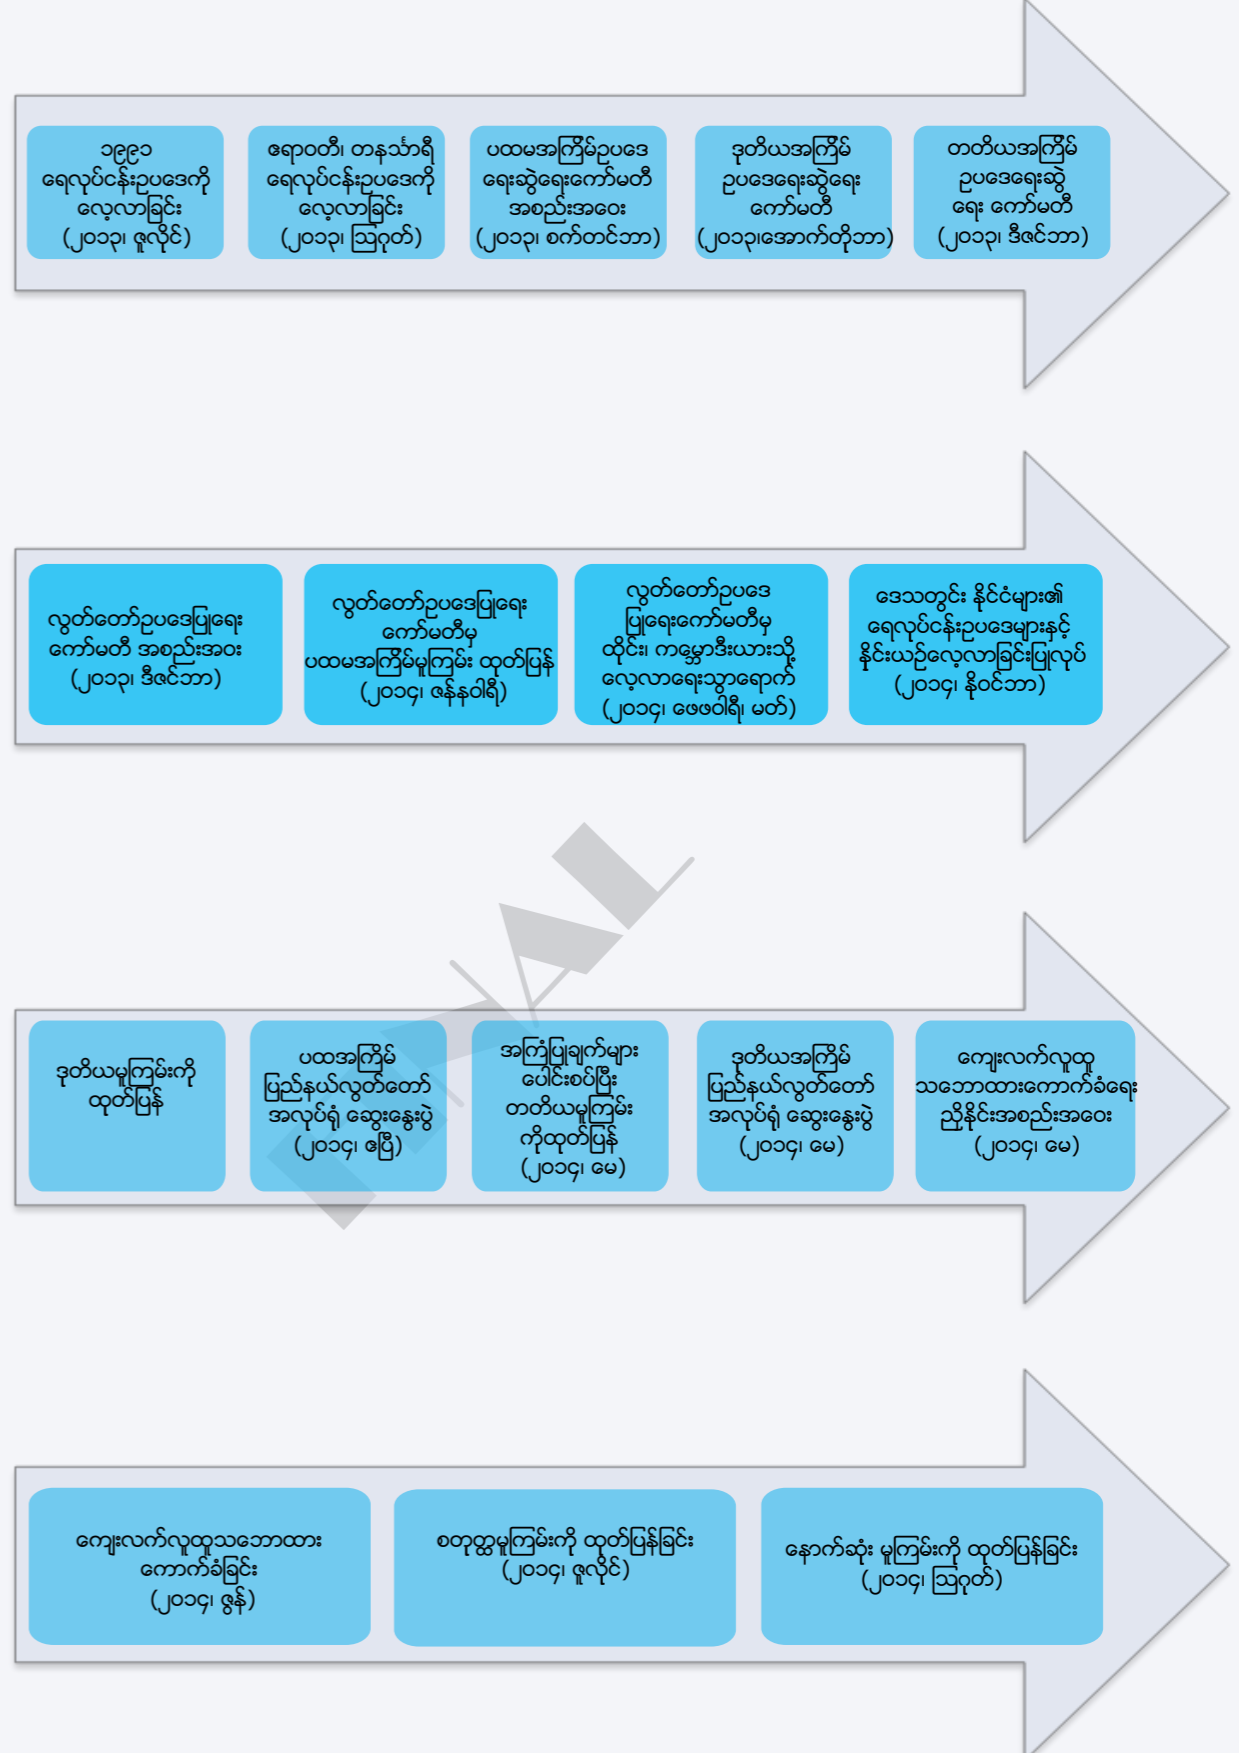 ၁၉၉၁
ရေလုပ်ငန်းဥပဒေကို
လေ့လာခြင်း
(၂၀၁၃၊ ဇူလိုင်)
ဧရာဝတီ၊ တနင်္သာရီ
ရေလုပ်ငန်းဥပဒေကို
လေ့လာခြင်း
(၂၀၁၃၊ ဩဂုတ်)
ပထမအကြိမ်ဥပဒေ
ရေးဆွဲရေးကော်မတီ
အစည်းအဝေး
(၂၀၁၃၊ စက်တင်ဘာ)
ဒုတိယအကြိမ်
ဥပဒေရေးဆွဲရေး
ကော်မတီ
(၂၀၁၃၊အောက်တိုဘာ)
တတိယအကြိမ်
ဥပဒေရေးဆွဲ
ရေး ကော်မတီ
(၂၀၁၃၊ ဒီဇင်ဘာ)
လွှတ်တော်ဥပဒေပြုရေး
ကော်မတီ အစည်းအဝး
(၂၀၁၃၊ ဒီဇင်ဘာ)
လွှတ်တော်ဥပဒေပြုရေး
ကော်မတီမှ
ပထမအကြိမ်မူကြမ်း ထုတ်ပြန်
(၂၀၁၄၊ ဇန်နဝါရီ)
လွှတ်တော်ဥပဒေ
ပြုရေးကော်မတီမှ
ထိုင်း၊ ကမ္ဘောဒီးယားသို့
လေ့လာရေးသွာရောက်
(၂၀၁၄၊ ဖေဖဝါရီ၊ မတ်)
ဒေသတွင်း နိုင်ငံများ၏
ရေလုပ်ငန်းဥပဒေများနှင့်
နှိုင်းယဉ်လေ့လာခြင်းပြုလုပ်
(၂၀၁၄၊ နိုဝင်ဘာ)
ဒုတိယမူကြမ်းကို
ထုတ်ပြန်
ပထအကြိမ်
ပြည်နယ်လွှတ်တော်
အလုပ်ရုံ ဆွေးနွေးပွဲ
(၂၀၁၄၊ ဧပြီ)
အကြံပြုချက်များ
ပေါင်းစပ်ပြီး
တတိယမူကြမ်း
ကိုထုတ်ပြန်
(၂၀၁၄၊ မေ)
ဒုတိယအကြိမ်
ပြည်နယ်လွှတ်တော်
အလုပ်ရုံ ဆွေးနွေးပွဲ
(၂၀၁၄၊ မေ)
ကျေးလက်လူထူ
သဘောထားကောက်ခံရေး
ညှိနှိုင်းအစည်းအဝေး
(၂၀၁၄၊ မေ)
ကျေးလက်လူထူသဘောထား
ကောက်ခံခြင်း
(၂၀၁၄၊ ဇွန်)
စတုတ္ထမူကြမ်းကို ထုတ်ပြန်ခြင်း
(၂၀၁၄၊ ဇူလိုင်)
နောက်ဆုံး မူကြမ်းကို ထုတ်ပြန်ခြင်း
(၂၀၁၄၊ ဩဂုတ်)
FINAL